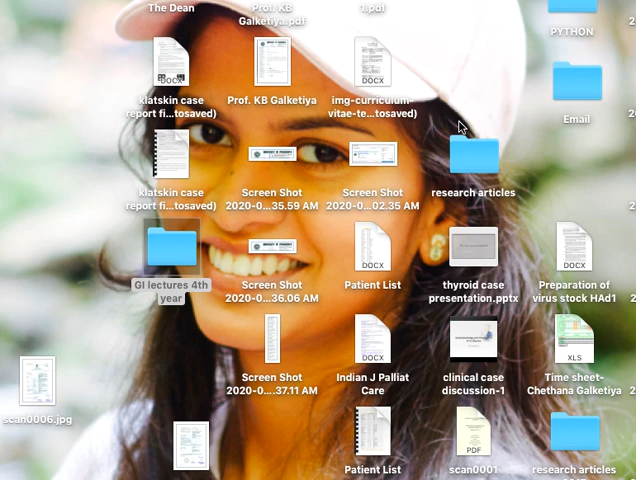 The Dean
Prof. KB
Galketiya.pdf
1.pdf
PYTHON
DOCX
klatskin case
report fi...tosaved)
Prof. KB Galketiya
DOCX
img-curriculum-
vitae-te...tosaved)
Email
klatskin case
report fi...tosaved)
Screen Shot
2020-0...35.59 AM
Screen Shot
2020-0...02.35 AM
research articles
GI lectures 4th
year
Screen Shot
2020-0...36.06 AM
DOCX
Patient List
thyroid case
presentation.pptx
DOCX
Preparation of
virus stock HAd1
scan0006.jpg
Screen Shot
2020-0....37.11 AM
DOCX
Indian J Palliat
Care
clinical case
discussion-1
XLS
Time sheet-
Chethana Galketiya
Patient List
PDF
scan0001
research articles